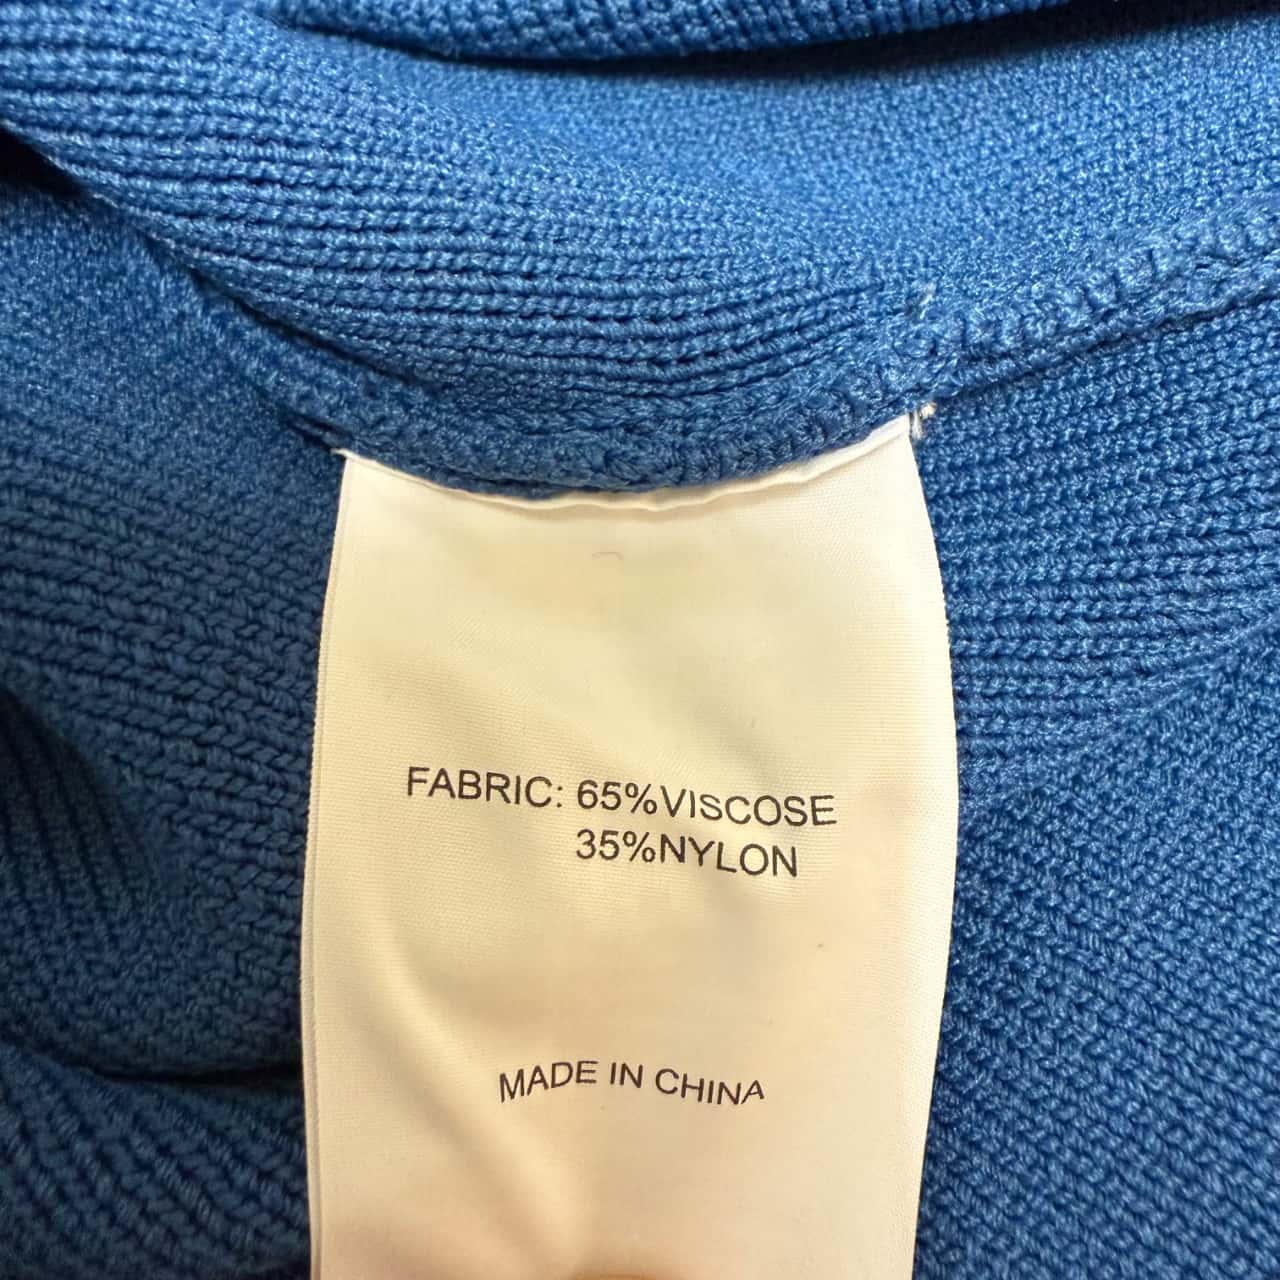 FABRIC: 65%VISCOSE
35%NYLON
MADE IN CHINA